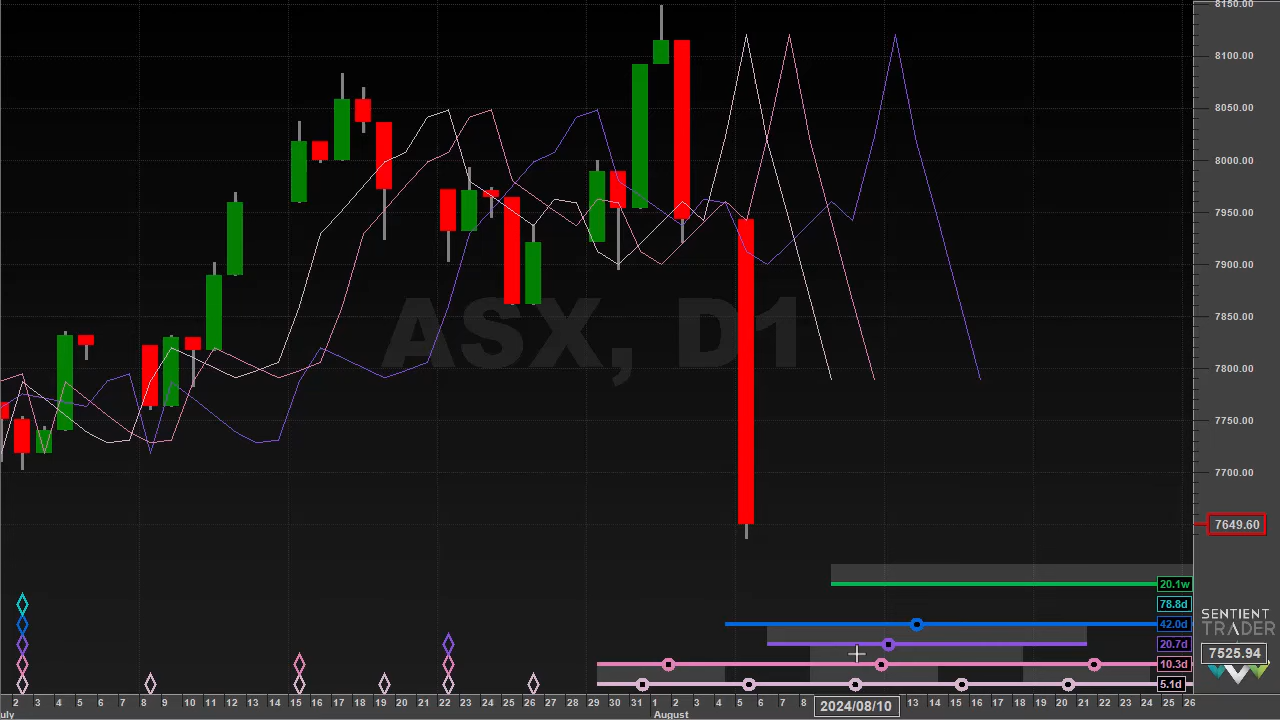 8150.00
8100.00
8050.00
8000.00
7950.00
7900.00
7850.00
7800.00
7750.00
7700.00
7649.60
ASX, D1
20.1w
78.8d
42.0d
20.7d
10.3d
5.1d
SENTIENT
TRADER
7525.94
2 3 4 5 6 7 8 9 10 11 12 13 14 15 16 17 18 19 20 21 22 23 24 25 26 27 28 29 30 31 1 2 3 4 5 6 7 8 2024/08/10 13 14 15 16 17 18 19 20 21 22 23 24 25 26
uly August